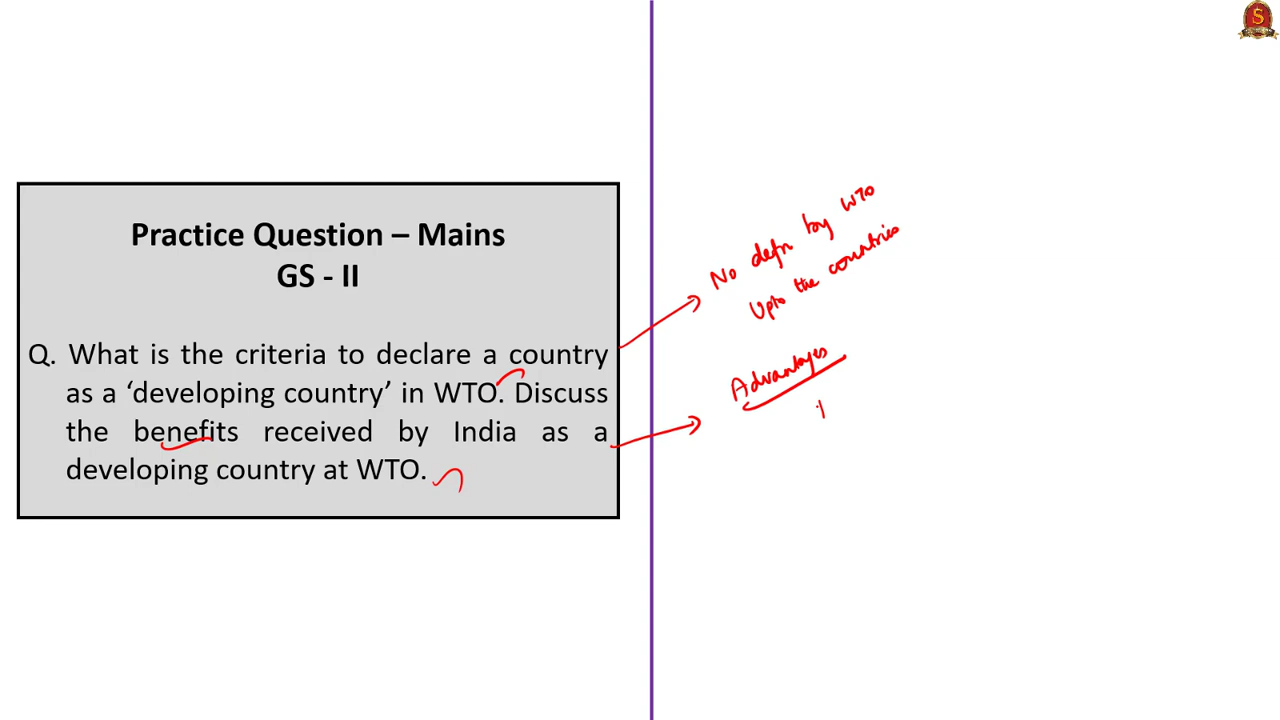 S
Practice Question – Mains
GS - II
Q. What is the criteria to declare a country
as a ‘developing country’ in WTO. Discuss
the benefits received by India as a
developing country at WTO.
No defn by WTO
Upto the countries
Advantages